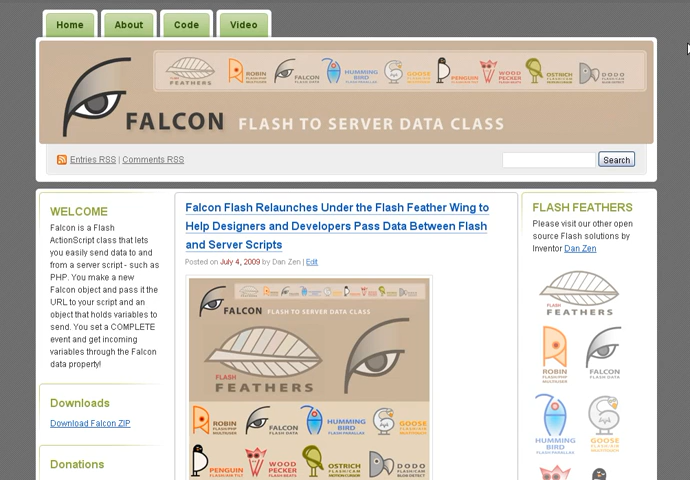 Home
About
Code
Video
FEATHERS
ROBIN
FALCON
HUMMING
BIRD
GOOSE
PENGUIN
WOOD
PECKER
OSTRICH
DODO
FALCON FLASH TO SERVER DATA CLASS
Entries RSS | Comments RSS
Search
WELCOME
Falcon is a Flash
ActionScript class that lets
you easily send data to and
from a server script - such as
PHP. You make a new
Falcon object and pass it the
URL to your script and an
object that holds variables to
send. You set a COMPLETE
event and get incoming
variables through the Falcon
data property!
Downloads
Download Falcon ZIP
Donations
Falcon Flash Relaunches Under the Flash Feather Wing to
Help Designers and Developers Pass Data Between Flash
and Server Scripts
Posted on July 4, 2009 by Dan Zen | Edit
FALCON FLASH TO SERVER DATA CLASS
FLASH
FEATHERS
ROBIN
FALCON
HUMMING
BIRD
GOOSE
PENGUIN
WOOD
PECKER
OSTRICH
DODO
FLASH FEATHERS
Please visit our other open
source Flash solutions by
Inventor Dan Zen
FLASH
FEATHERS
ROBIN
FALCON
HUMMING
BIRD
GOOSE